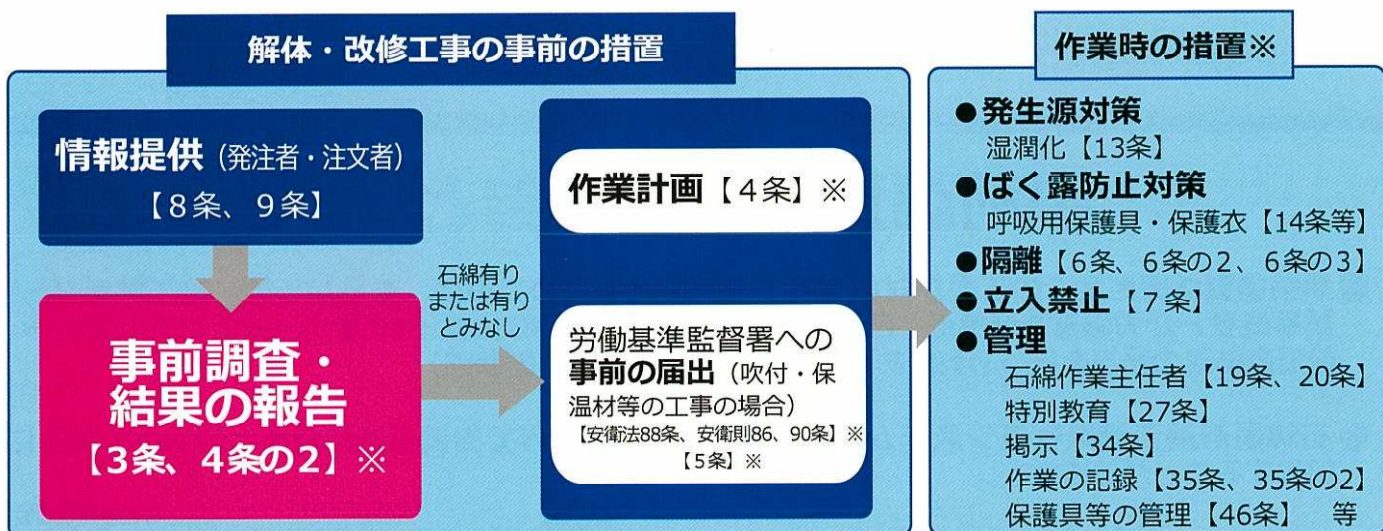 解体・改修工事の事前の措置
情報提供（発注者・注文者）
【８条、９条】
事前調査・
結果の報告
【３条、４条の２】※
石綿有り
または有り
とみなし
作業計画【４条】※
労働基準監督署への
事前の届出（吹付・保
温材等の工事の場合）
【安衛法88条、安衛則86、90条】※
【５条】※
作業時の措置※
●発生源対策
湿潤化【13条】
●ばく露防止対策
呼吸用保護具・保護衣【14条等】
●隔離【６条、６条の２、６条の３】
●立入禁止【７条】
●管理
石綿作業主任者【19条、20条】
特別教育【27条】
掲示【34条】
作業の記録【35条、35条の2】
保護具等の管理【46条】　等